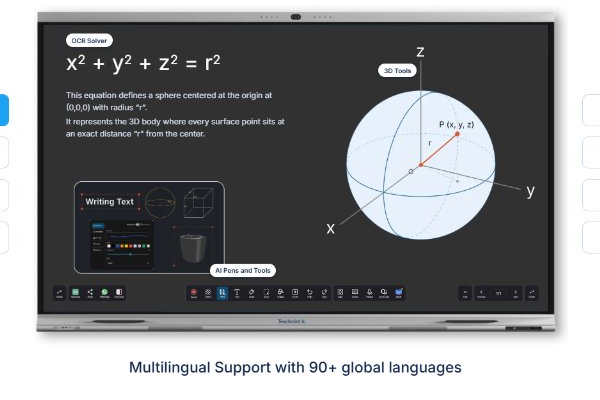 OCR Solver
x² + y² + z² = r²
This equation defines a sphere centered at the origin at
(0,0,0) with radius "r".
It represents the 3D body where every surface point sits at
an exact distance "r" from the center.
3D Tools
z
P (x, y, z)
r
O
y
x
Writing Text
AI Pens and Tools
Teachmint X
Multilingual Support with 90+ global languages